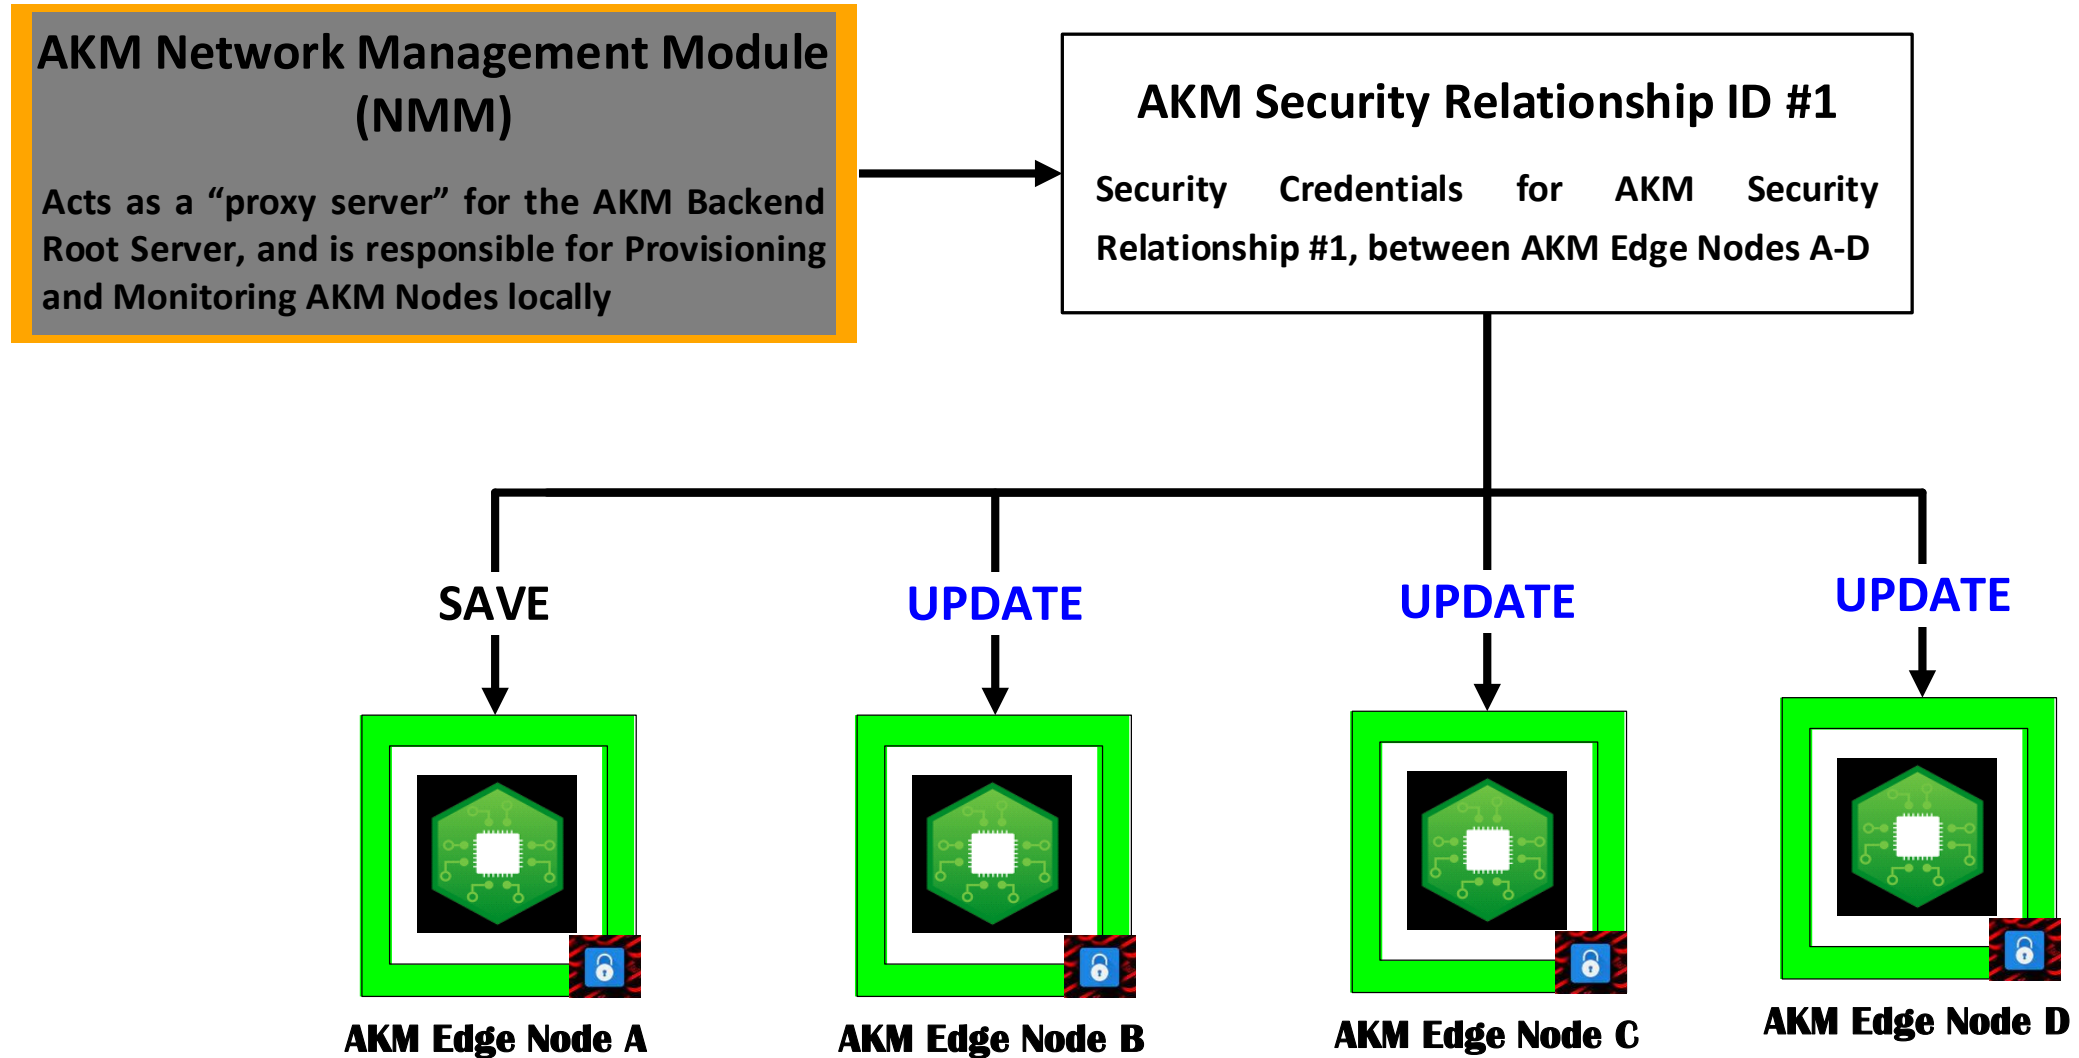 AKM Network Management Module
(NMM)
Acts as a “proxy server” for the AKM Backend
Root Server, and is responsible for Provisioning
and Monitoring AKM Nodes locally
AKM Security Relationship ID #1
Security Credentials for AKM Security
Relationship #1, between AKM Edge Nodes A-D
SAVE
UPDATE
UPDATE
UPDATE
AKM Edge Node A
AKM Edge Node B
AKM Edge Node C
AKM Edge Node D